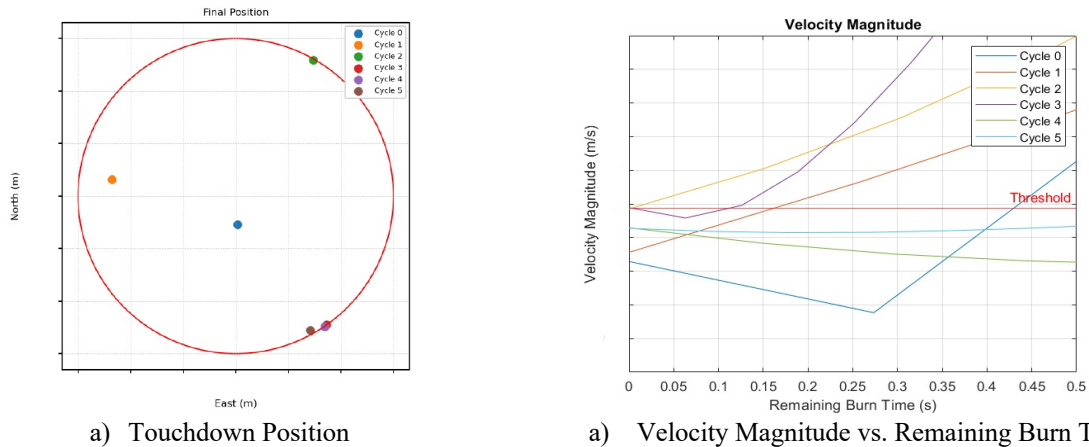 Final Position
Cycle 0
Cycle 1
Cycle 2
Cycle 3
Cycle 4
Cycle 5
North (m)
East (m)
a) Touchdown Position
Velocity Magnitude
Cycle 0
Cycle 1
Cycle 2
Cycle 3
Cycle 4
Cycle 5
Threshold
Velocity Magnitude (m/s)
0 0.05 0.1 0.15 0.2 0.25 0.3 0.35 0.4 0.45 0.5
Remaining Burn Time (s)
a) Velocity Magnitude vs. Remaining Burn T